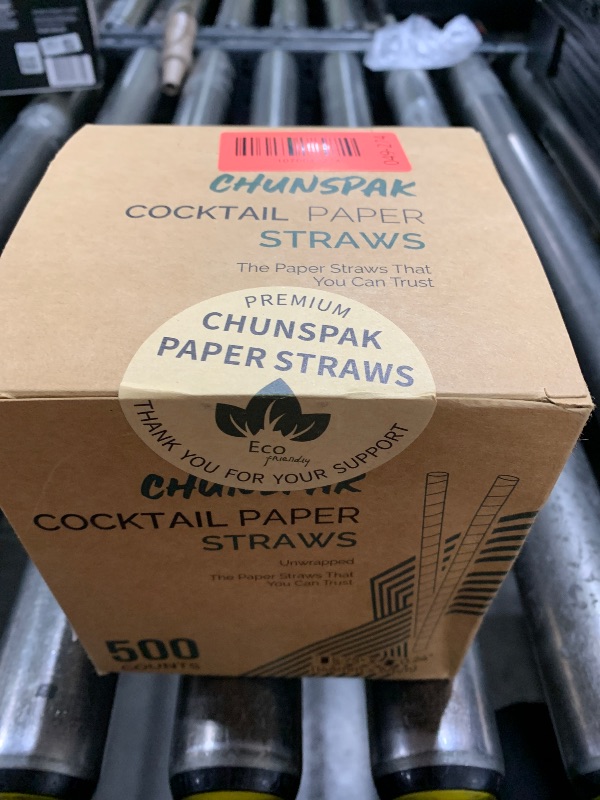 CHUNSPAK
COCKTAIL PAPER
STRAWS
The Paper Straws That
You Can Trust
PREMIUM
CHUNSPAK
PAPER STRAWS
Eco
friendly
THANK YOU FOR YOUR SUPPORT
CHUNSPAK
COCKTAIL PAPER
STRAWS
Unwrapped
The Paper Straws That
You Can Trust
500
COUNTS